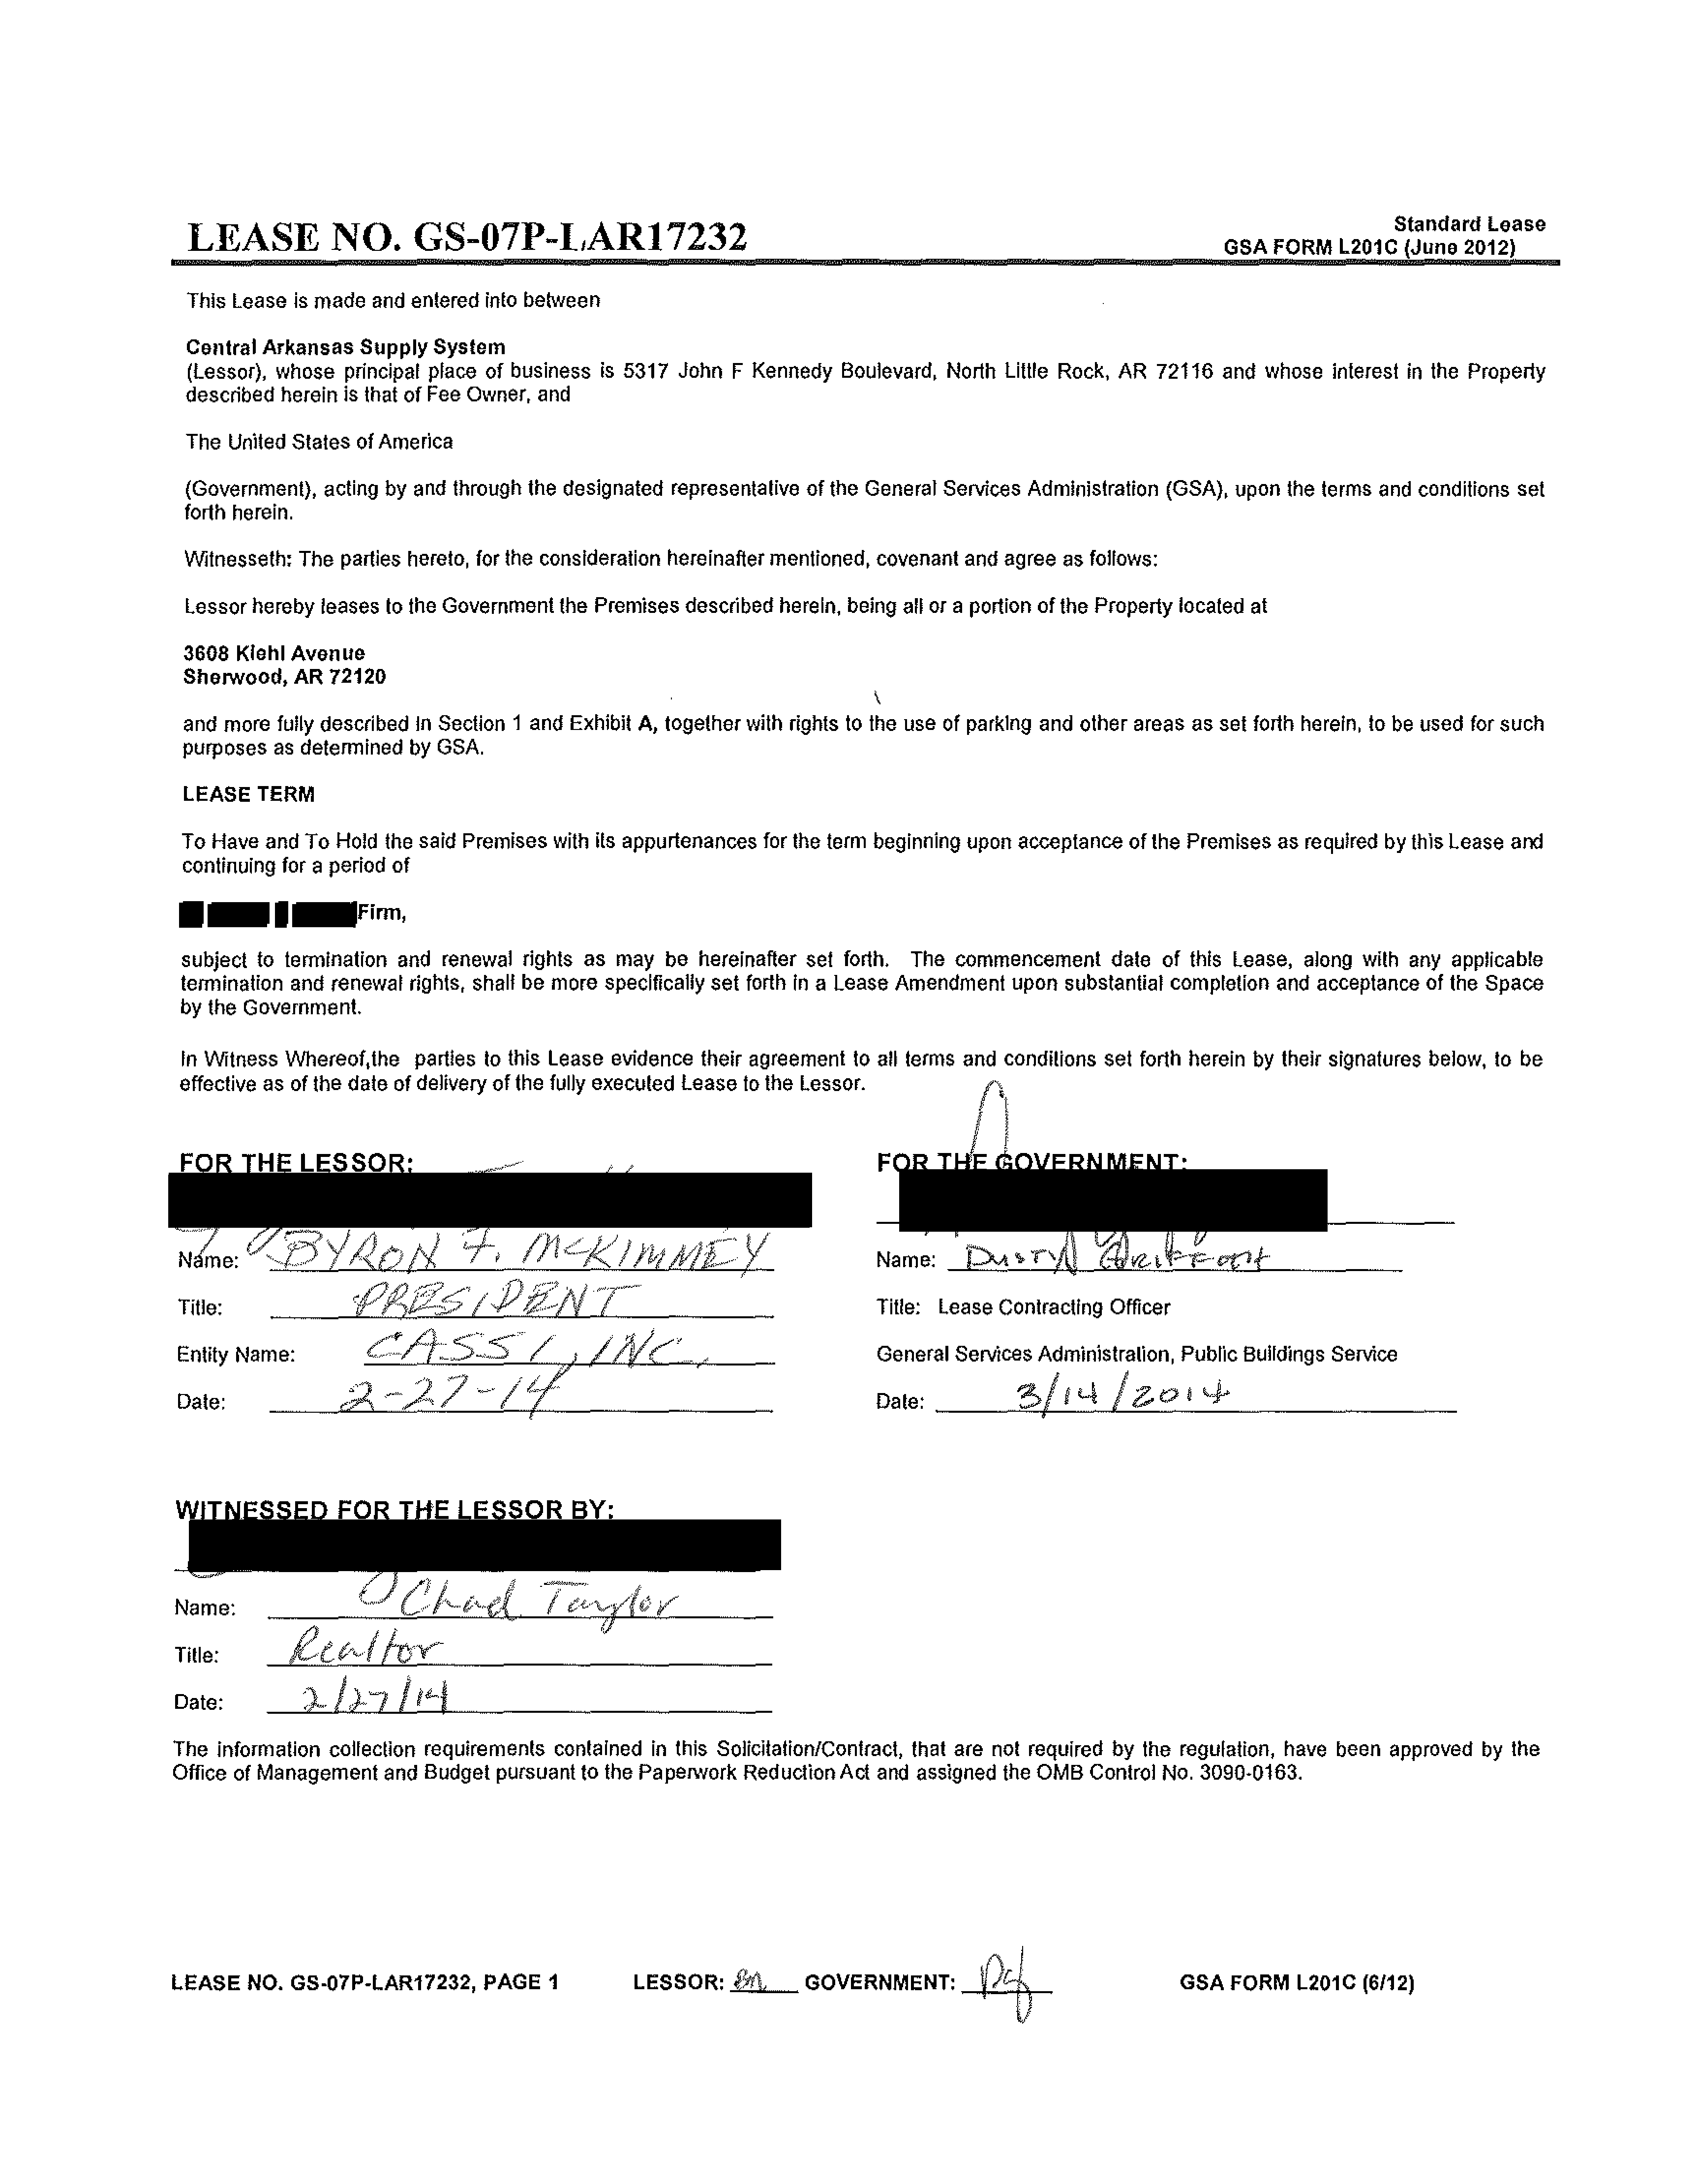 LEASE NO. GS-07P-LAR17232
Standard Lease
GSA FORM L201C (June 2012)
This Lease is made and entered into between
Central Arkansas Supply System
(Lessor), whose principal place of business is 5317 John F Kennedy Boulevard, North Little Rock, AR 72116 and whose interest in the Property
described herein is that of Fee Owner, and
The United States of America
(Government), acting by and through the designated representative of the General Services Administration (GSA), upon the terms and conditions set
forth herein.
Witnesseth: The parties hereto, for the consideration hereinafter mentioned, covenant and agree as follows:
Lessor hereby leases to the Government the Premises described herein, being all or a portion of the Property located at
3608 Kiehl Avenue
Sherwood, AR 72120
and more fully described in Section 1 and Exhibit A, together with rights to the use of parking and other areas as set forth herein, to be used for such
purposes as determined by GSA.
LEASE TERM
To Have and To Hold the said Premises with its appurtenances for the term beginning upon acceptance of the Premises as required by this Lease and
continuing for a period of
Firm,
subject to termination and renewal rights as may be hereinafter set forth. The commencement date of this Lease, along with any applicable
termination and renewal rights, shall be more specifically set forth in a Lease Amendment upon substantial completion and acceptance of the Space
by the Government.
In Witness Whereof,the parties to this Lease evidence their agreement to all terms and conditions set forth herein by their signatures below, to be
effective as of the date of delivery of the fully executed Lease to the Lessor.
FOR THE LESSOR:
Name: BYRON F. McKIMMEY
Title: PRESIDENT
Entity Name: CASSI, INC.
Date: 2-27-14
FOR THE GOVERNMENT:
Name: DUSTYN
Title: Lease Contracting Officer
General Services Administration, Public Buildings Service
Date: 3/14/2014
WITNESSED FOR THE LESSOR BY:
Name: Chad Taylor
Title: Realtor
Date: 2/27/14
The information collection requirements contained in this Solicitation/Contract, that are not required by the regulation, have been approved by the
Office of Management and Budget pursuant to the Paperwork Reduction Act and assigned the OMB Control No. 3090-0163.
LEASE NO. GS-07P-LAR17232, PAGE 1 LESSOR: BM GOVERNMENT: GSA FORM L201C (6/12)